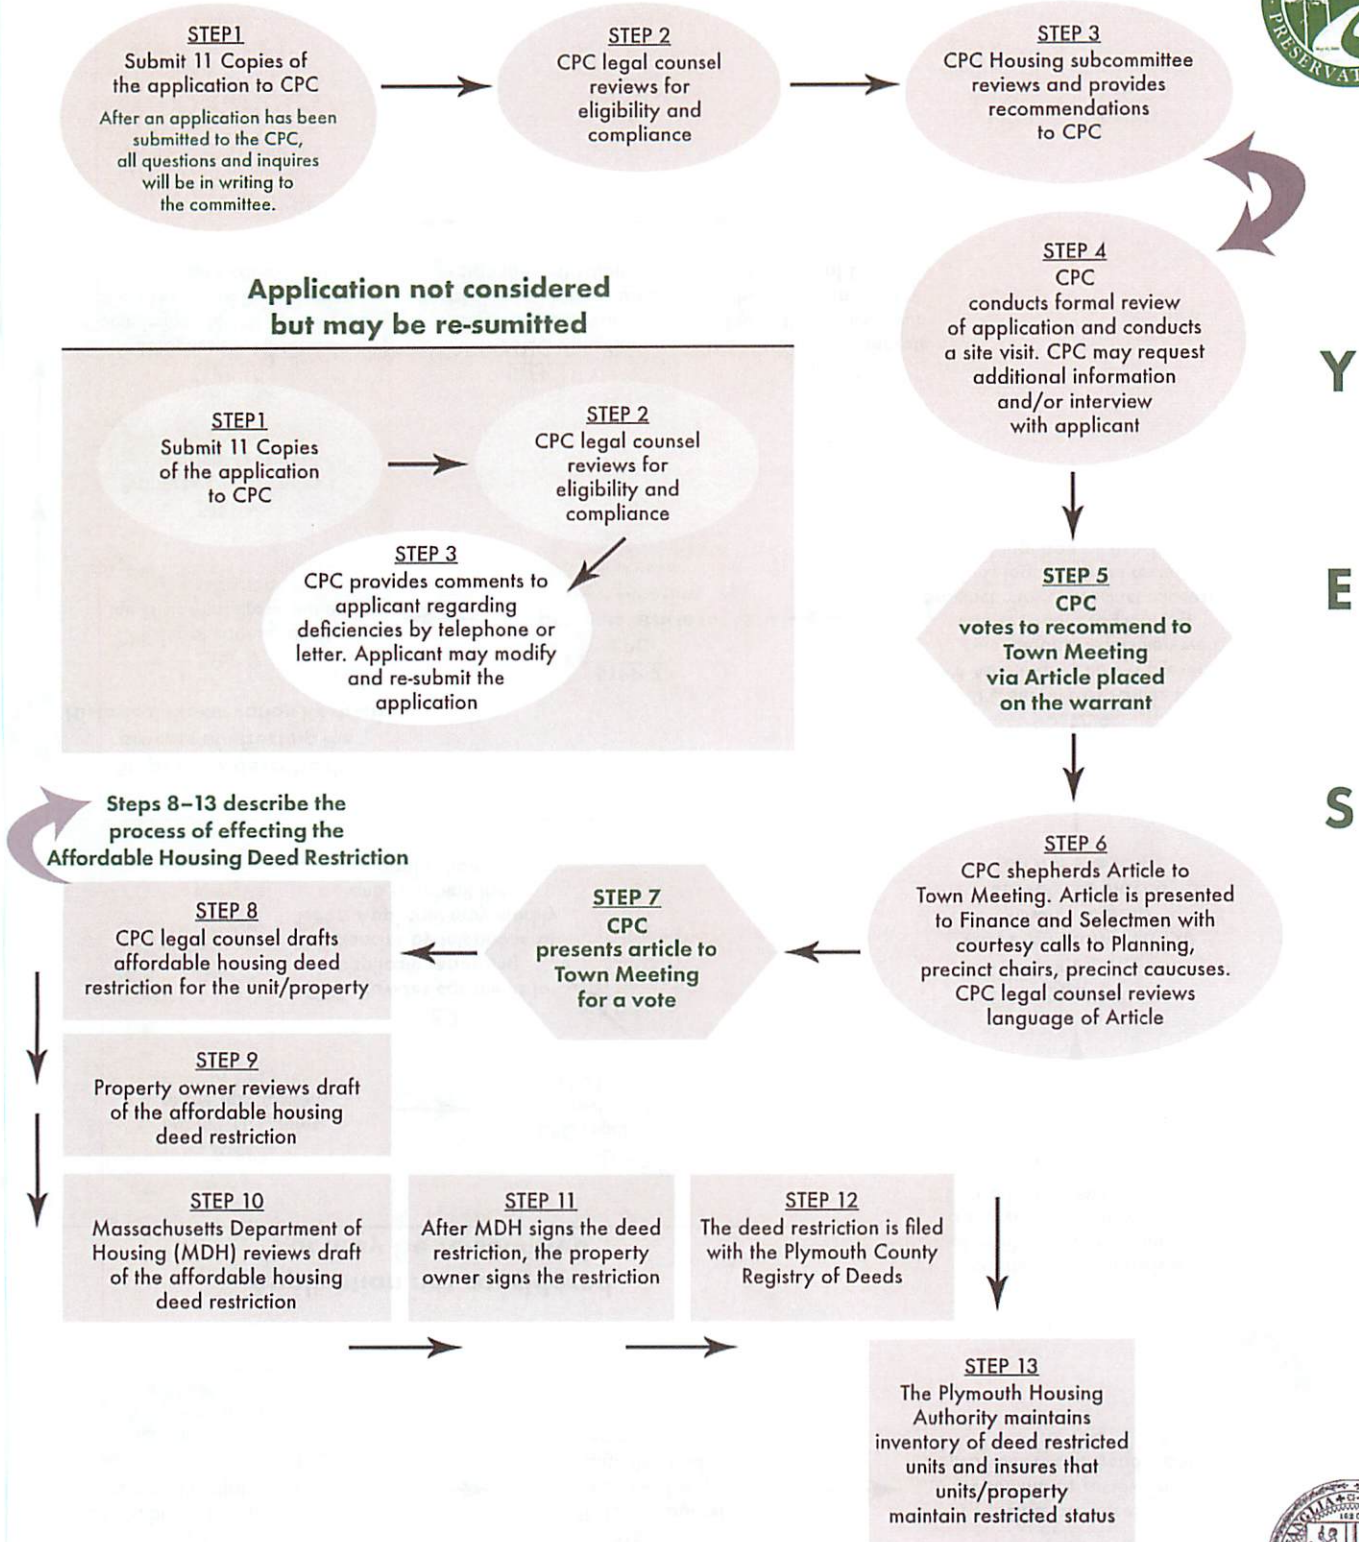 STEP1
Submit 11 Copies of
the application to CPC
After an application has been
submitted to the CPC,
all questions and inquires
will be in writing to
the committee.
STEP 2
CPC legal counsel
reviews for
eligibility and
compliance
STEP 3
CPC Housing subcommittee
reviews and provides
recommendations
to CPC
STEP 4
CPC
conducts formal review
of application and conducts
a site visit. CPC may request
additional information
and/or interview
with applicant
Application not considered
but may be re-sumitted
STEP1
Submit 11 Copies
of the application
to CPC
STEP 2
CPC legal counsel
reviews for
eligibility and
compliance
STEP 3
CPC provides comments to
applicant regarding
deficiencies by telephone or
letter. Applicant may modify
and re-submit the
application
STEP 5
CPC
votes to recommend to
Town Meeting
via Article placed
on the warrant
STEP 6
CPC shepherds Article to
Town Meeting. Article is presented
to Finance and Selectmen with
courtesy calls to Planning,
precinct chairs, precinct caucuses.
CPC legal counsel reviews
language of Article
STEP 7
CPC
presents article to
Town Meeting
for a vote
Steps 8–13 describe the
process of effecting the
Affordable Housing Deed Restriction
STEP 8
CPC legal counsel drafts
affordable housing deed
restriction for the unit/property
STEP 9
Property owner reviews draft
of the affordable housing
deed restriction
STEP 10
Massachusetts Department of
Housing (MDH) reviews draft
of the affordable housing
deed restriction
STEP 11
After MDH signs the deed
restriction, the property
owner signs the restriction
STEP 12
The deed restriction is filed
with the Plymouth County
Registry of Deeds
STEP 13
The Plymouth Housing
Authority maintains
inventory of deed restricted
units and insures that
units/property
maintain restricted status
Y
E
S